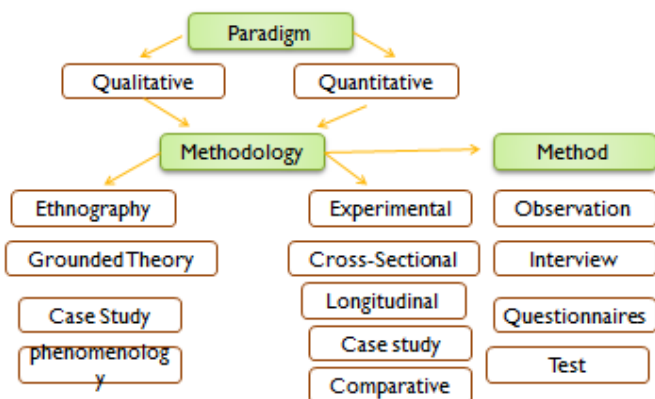 Paradigm
Qualitative
Quantitative
Methodology
Method
Ethnography
Experimental
Observation
Grounded Theory
Cross-Sectional
Interview
Longitudinal
Case Study
Questionnaires
Case study
phenomenolog
y
Test
Comparative